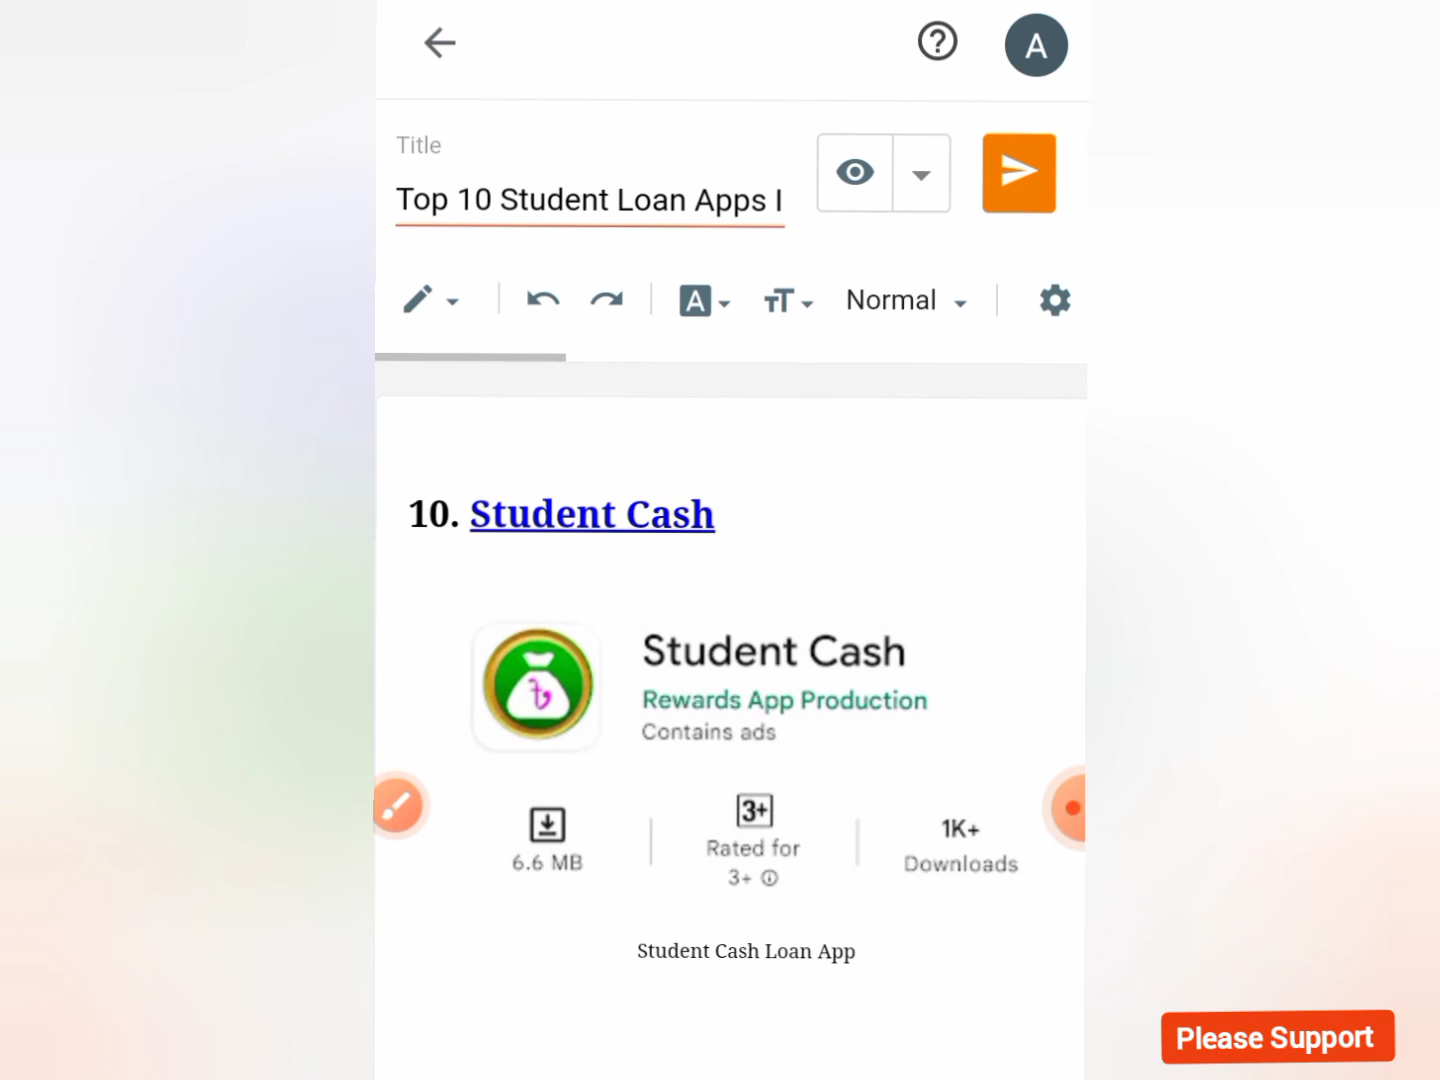 A
Title
Top 10 Student Loan Apps I
A
Normal
10. Student Cash
৳
Student Cash
Rewards App Production
Contains ads
3+
1K+
6.6 MB
Rated for
3+
Downloads
Student Cash Loan App
Please Support